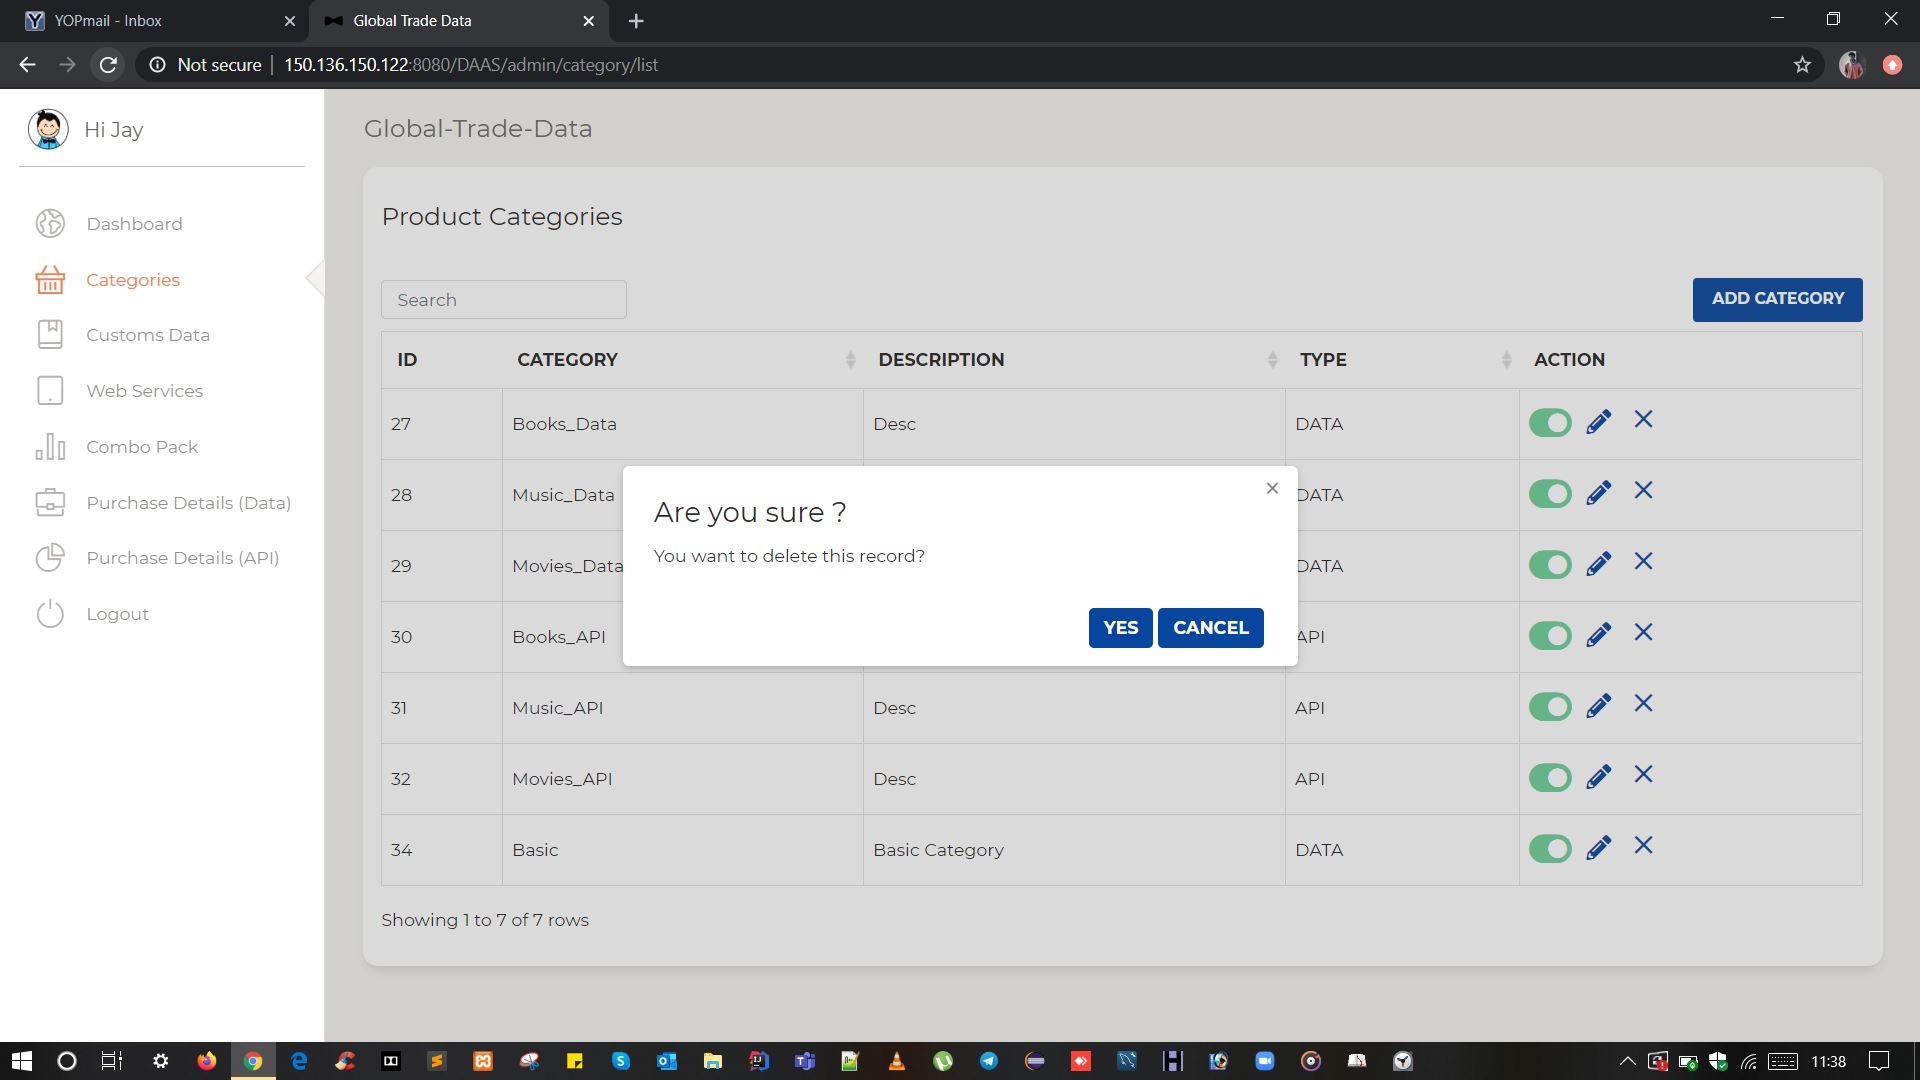 YOPmail - Inbox
Global Trade Data
Not secure
150.136.150.122:8080/DAAS/admin/category/list
Hi Jay
Dashboard
Categories
Customs Data
Web Services
Combo Pack
Purchase Details (Data)
Purchase Details (API)
Logout
Global-Trade-Data
Product Categories
Search
ADD CATEGORY
ID CATEGORY DESCRIPTION TYPE ACTION
27 Books_Data Desc DATA
28 Music_Data DATA
29 Movies_Data DATA
30 Books_API API
31 Music_API Desc API
32 Movies_API Desc API
34 Basic Basic Category DATA
Showing 1 to 7 of 7 rows
Are you sure ?
You want to delete this record?
YES
CANCEL
11:38